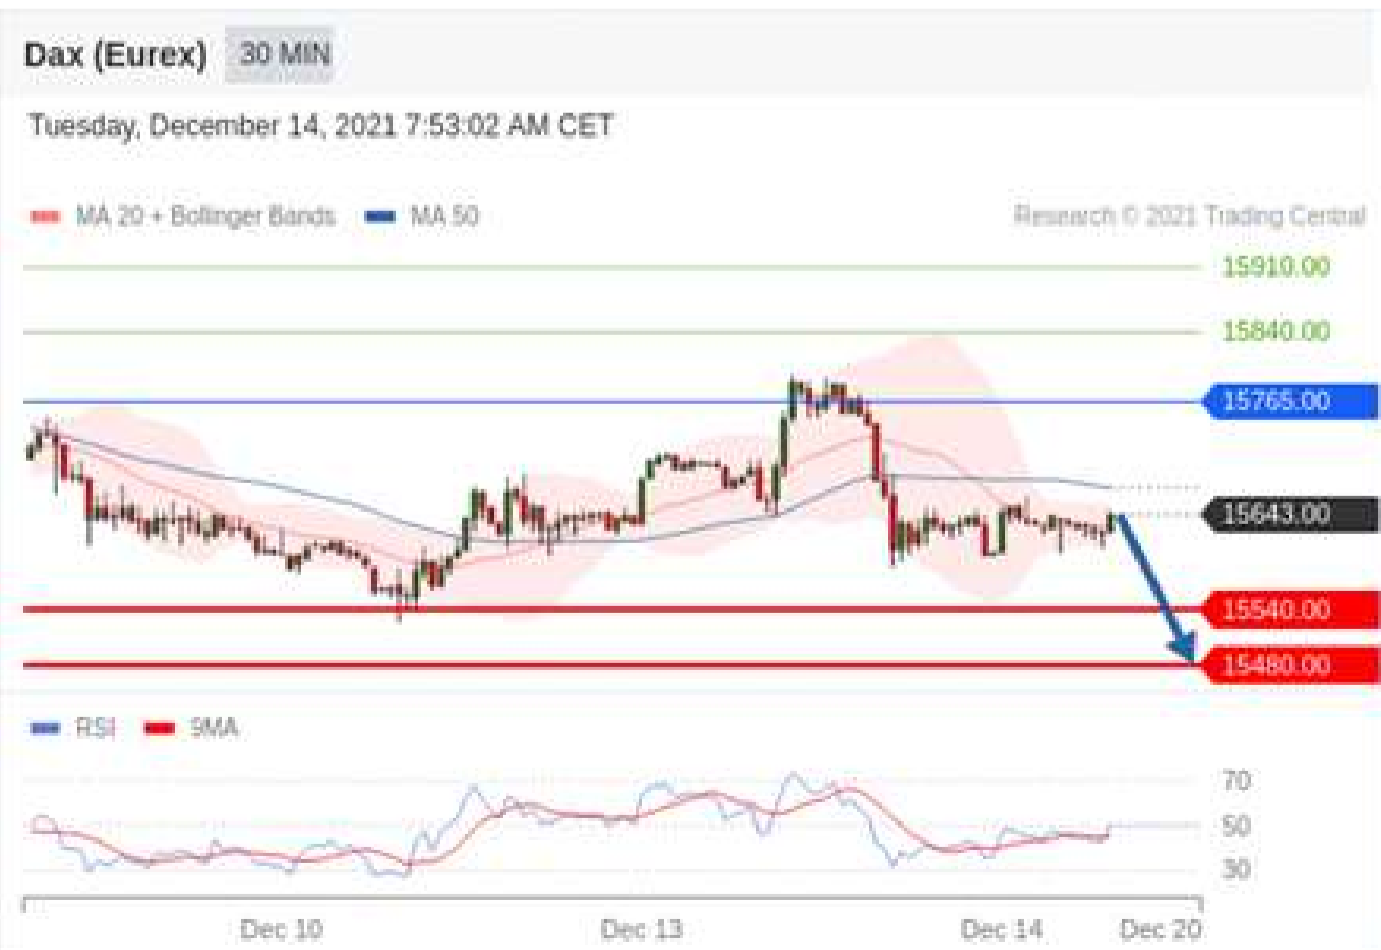 Dax (Eurex) 30 MIN
Tuesday, December 14, 2021 7:53:02 AM CET
MA 20 + Bollinger Bands MA 50 Research © 2021 Trading Central
15910.00
15840.00
15765.00
15643.00
15540.00
15480.00
RSI 9MA
70
50
30
Dec 10 Dec 13 Dec 14 Dec 20